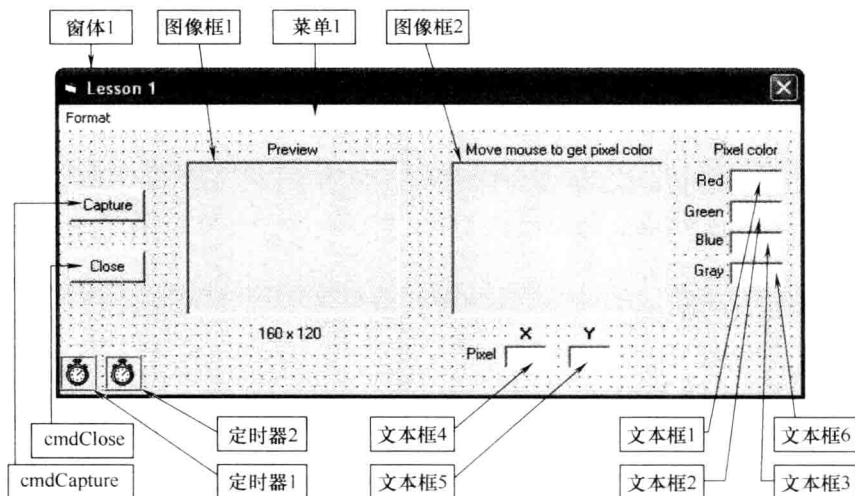 窗体1
图像框1
菜单1
图像框2
Lesson 1
Format
Preview
Move mouse to get pixel color
Pixel color
Red
Capture
Green
Blue
Close
Gray
160 x 120
X
Y
Pixel
cmdClose
定时器2
文本框4
文本框1
文本框6
cmdCapture
定时器1
文本框5
文本框2
文本框3